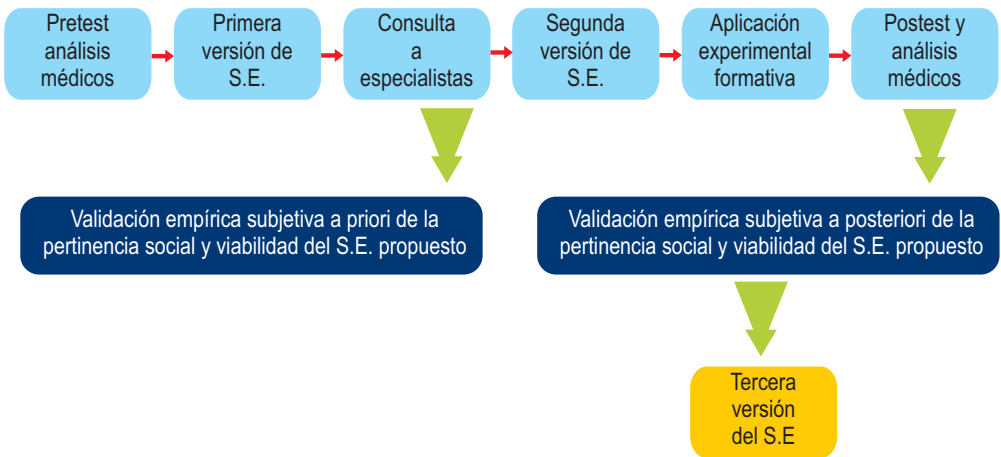 Pretest
análisis
médicos
Primera
versión de
S.E.
Consulta
a
especialistas
Segunda
versión de
S.E.
Aplicación
experimental
formativa
Postest y
análisis
médicos
Validación empírica subjetiva a priori de la
pertinencia social y viabilidad del S.E. propuesto
Validación empírica subjetiva a posteriori de la
pertinencia social y viabilidad del S.E. propuesto
Tercera
versión
del S.E